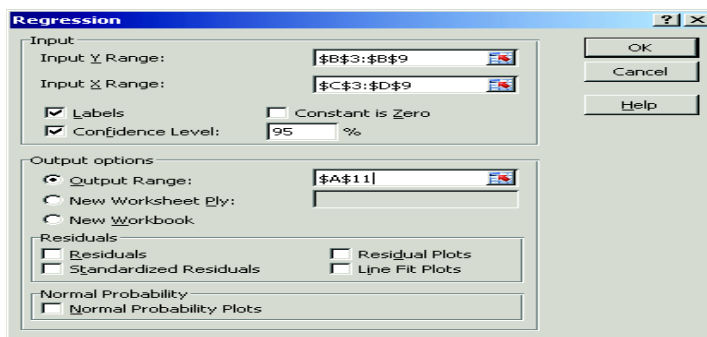 Regression
Input
Input Y Range: $B$3:$B$9
Input X Range: $C$3:$D$9
Labels Constant is Zero
Confidence Level: 95 %
OK
Cancel
Help
Output options
Output Range: $A$11
New Worksheet Ply:
New Workbook
Residuals
Residuals Residual Plots
Standardized Residuals Line Fit Plots
Normal Probability
Normal Probability Plots